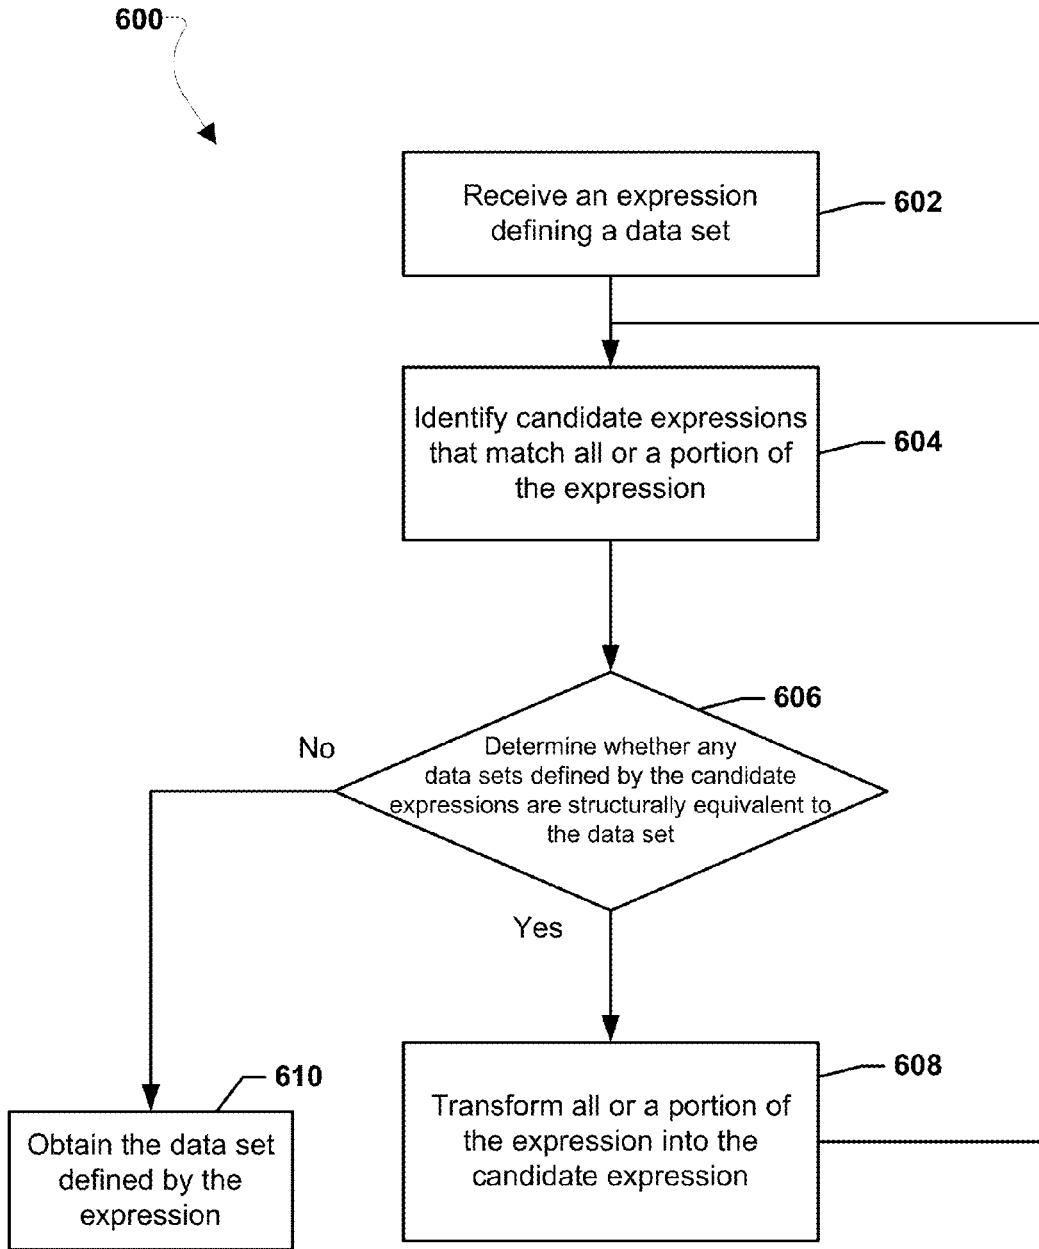 600
Receive an expression
defining a data set
602
Identify candidate expressions
that match all or a portion of
the expression
604
606
No
Determine whether any
data sets defined by the candidate
expressions are structurally equivalent to
the data set
Yes
608
Transform all or a portion of
the expression into the
candidate expression
610
Obtain the data set
defined by the
expression